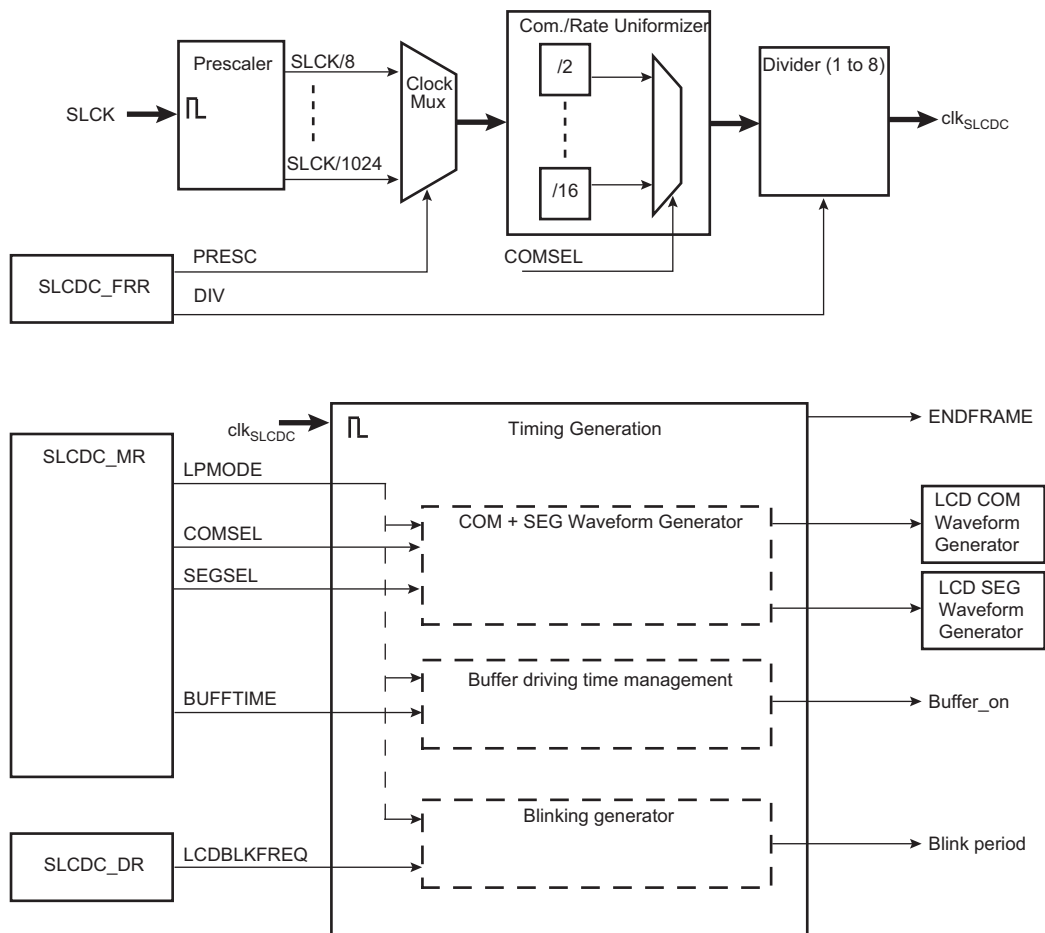 Com./Rate Uniformizer
Prescaler
SLCK/8
/2
Divider (1 to 8)
Clock
Mux
SLCK
clkSLCDC
SLCK/1024
/16
PRESC
COMSEL
SLCDC_FRR
DIV
clkSLCDC
Timing Generation
ENDFRAME
SLCDC_MR
LPMODE
COM + SEG Waveform Generator
LCD COM
Waveform
Generator
COMSEL
SEGSEL
LCD SEG
Waveform
Generator
Buffer driving time management
BUFFTIME
Buffer_on
Blinking generator
SLCDC_DR
LCDBLKFREQ
Blink period